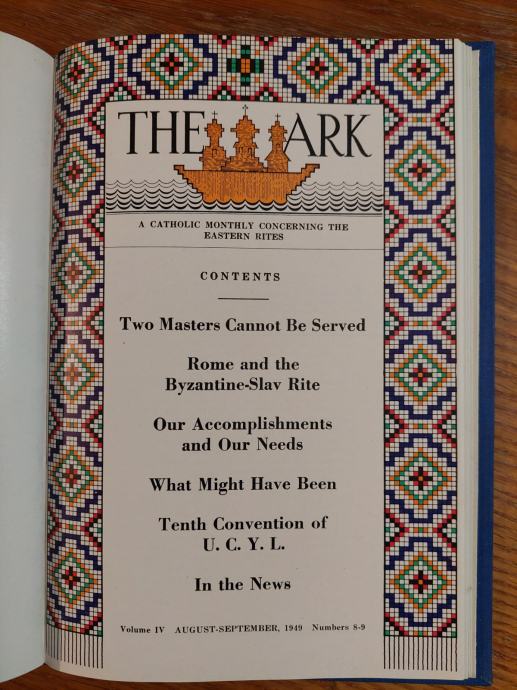 THE ARK
A CATHOLIC MONTHLY CONCERNING THE
EASTERN RITES
CONTENTS
Two Masters Cannot Be Served
Rome and the
Byzantine-Slav Rite
Our Accomplishments
and Our Needs
What Might Have Been
Tenth Convention of
U. C. Y. L.
In the News
Volume IV AUGUST-SEPTEMBER, 1949 Numbers 8-9